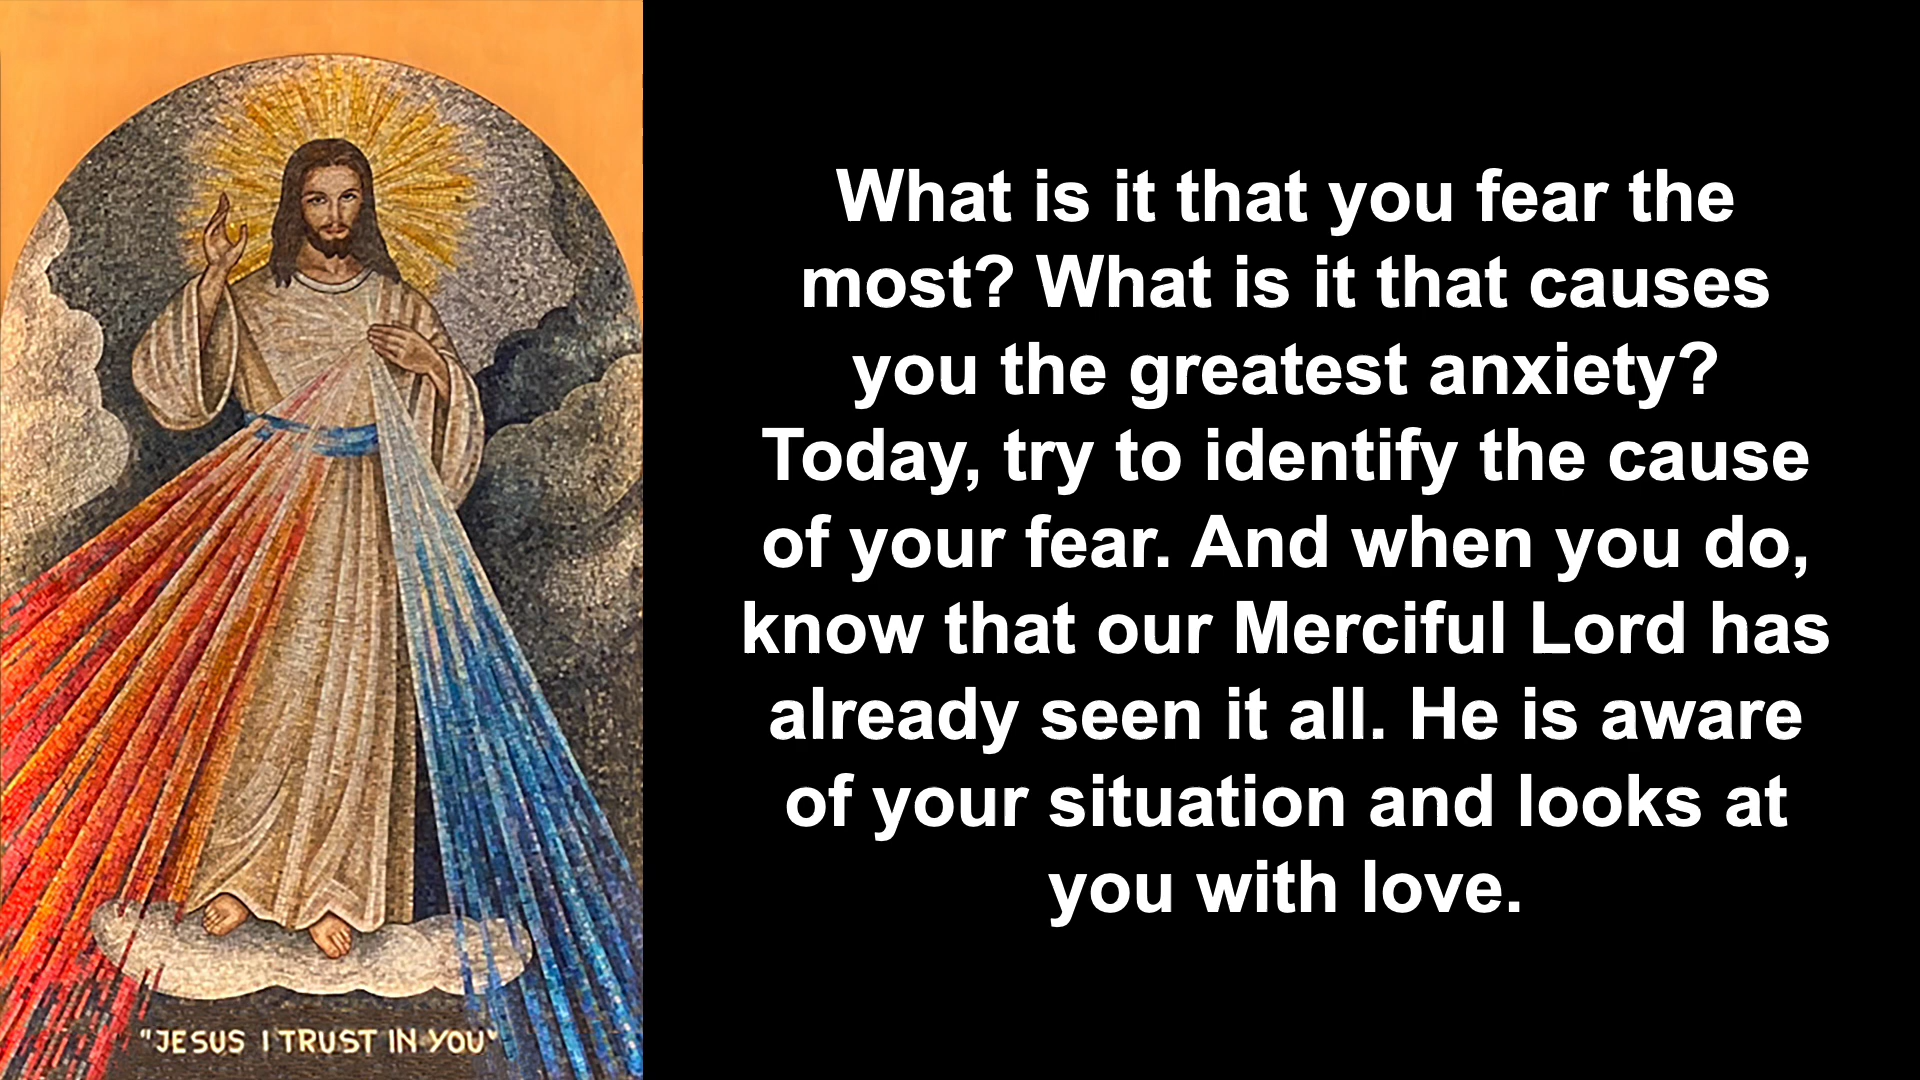 What is it that you fear the
most? What is it that causes
you the greatest anxiety?
Today, try to identify the cause
of your fear. And when you do,
know that our Merciful Lord has
already seen it all. He is aware
of your situation and looks at
you with love.
"JESUS I TRUST IN YOU"